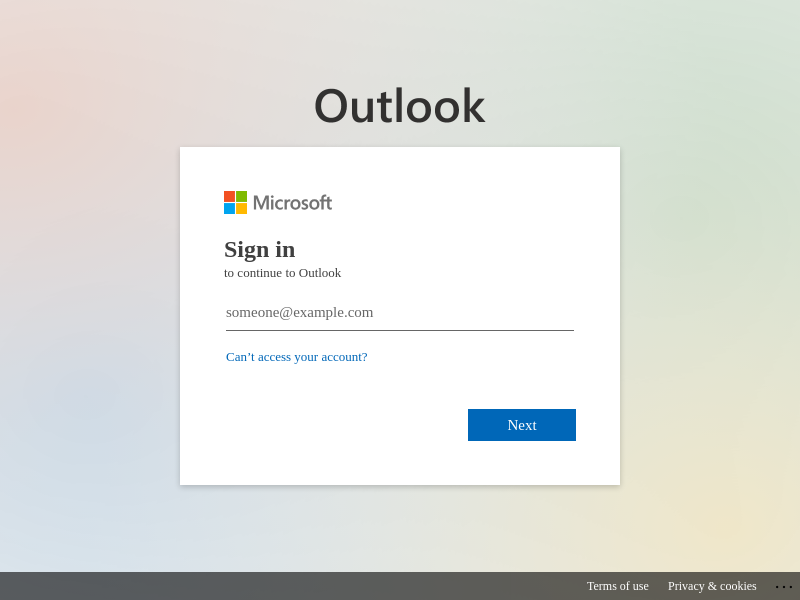 Outlook
Microsoft
Sign in
to continue to Outlook
someone@example.com
Can’t access your account?
Next
Terms of use Privacy & cookies ...